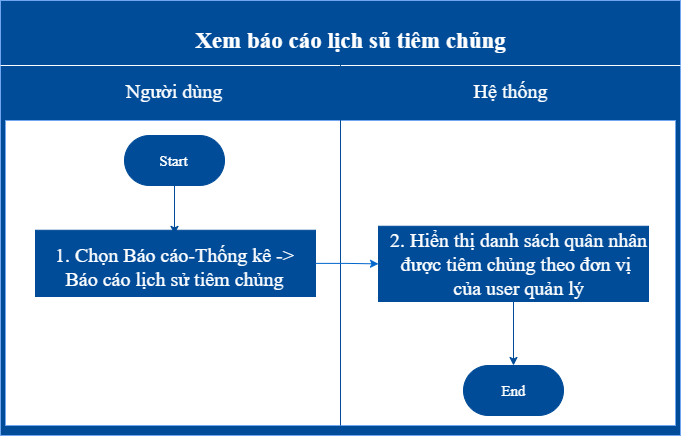 Xem báo cáo lịch sủ tiêm chủng
Người dùng
Hệ thống
Start
1. Chọn Báo cáo-Thống kê ->
Báo cáo lịch sử tiêm chủng
2. Hiển thị danh sách quân nhân
được tiêm chủng theo đơn vị
của user quản lý
End